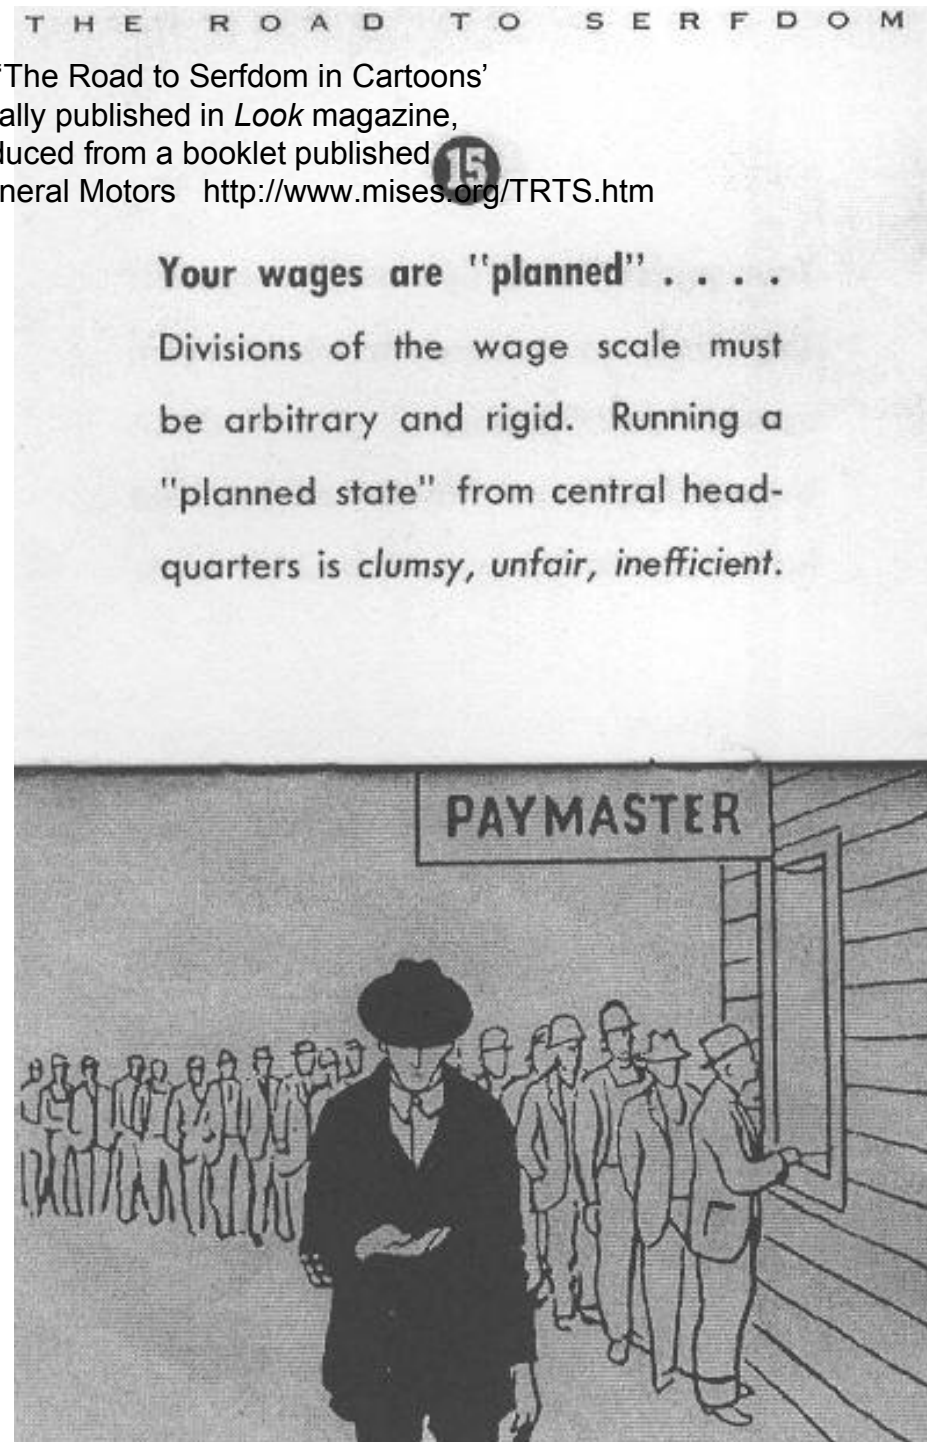 THE ROAD TO SERFDOM
'The Road to Serfdom in Cartoons'
ally published in Look magazine,
duced from a booklet published
neral Motors http://www.mises.org/TRTS.htm
15
Your wages are "planned" . . . .
Divisions of the wage scale must
be arbitrary and rigid. Running a
"planned state" from central head-
quarters is clumsy, unfair, inefficient.
PAYMASTER